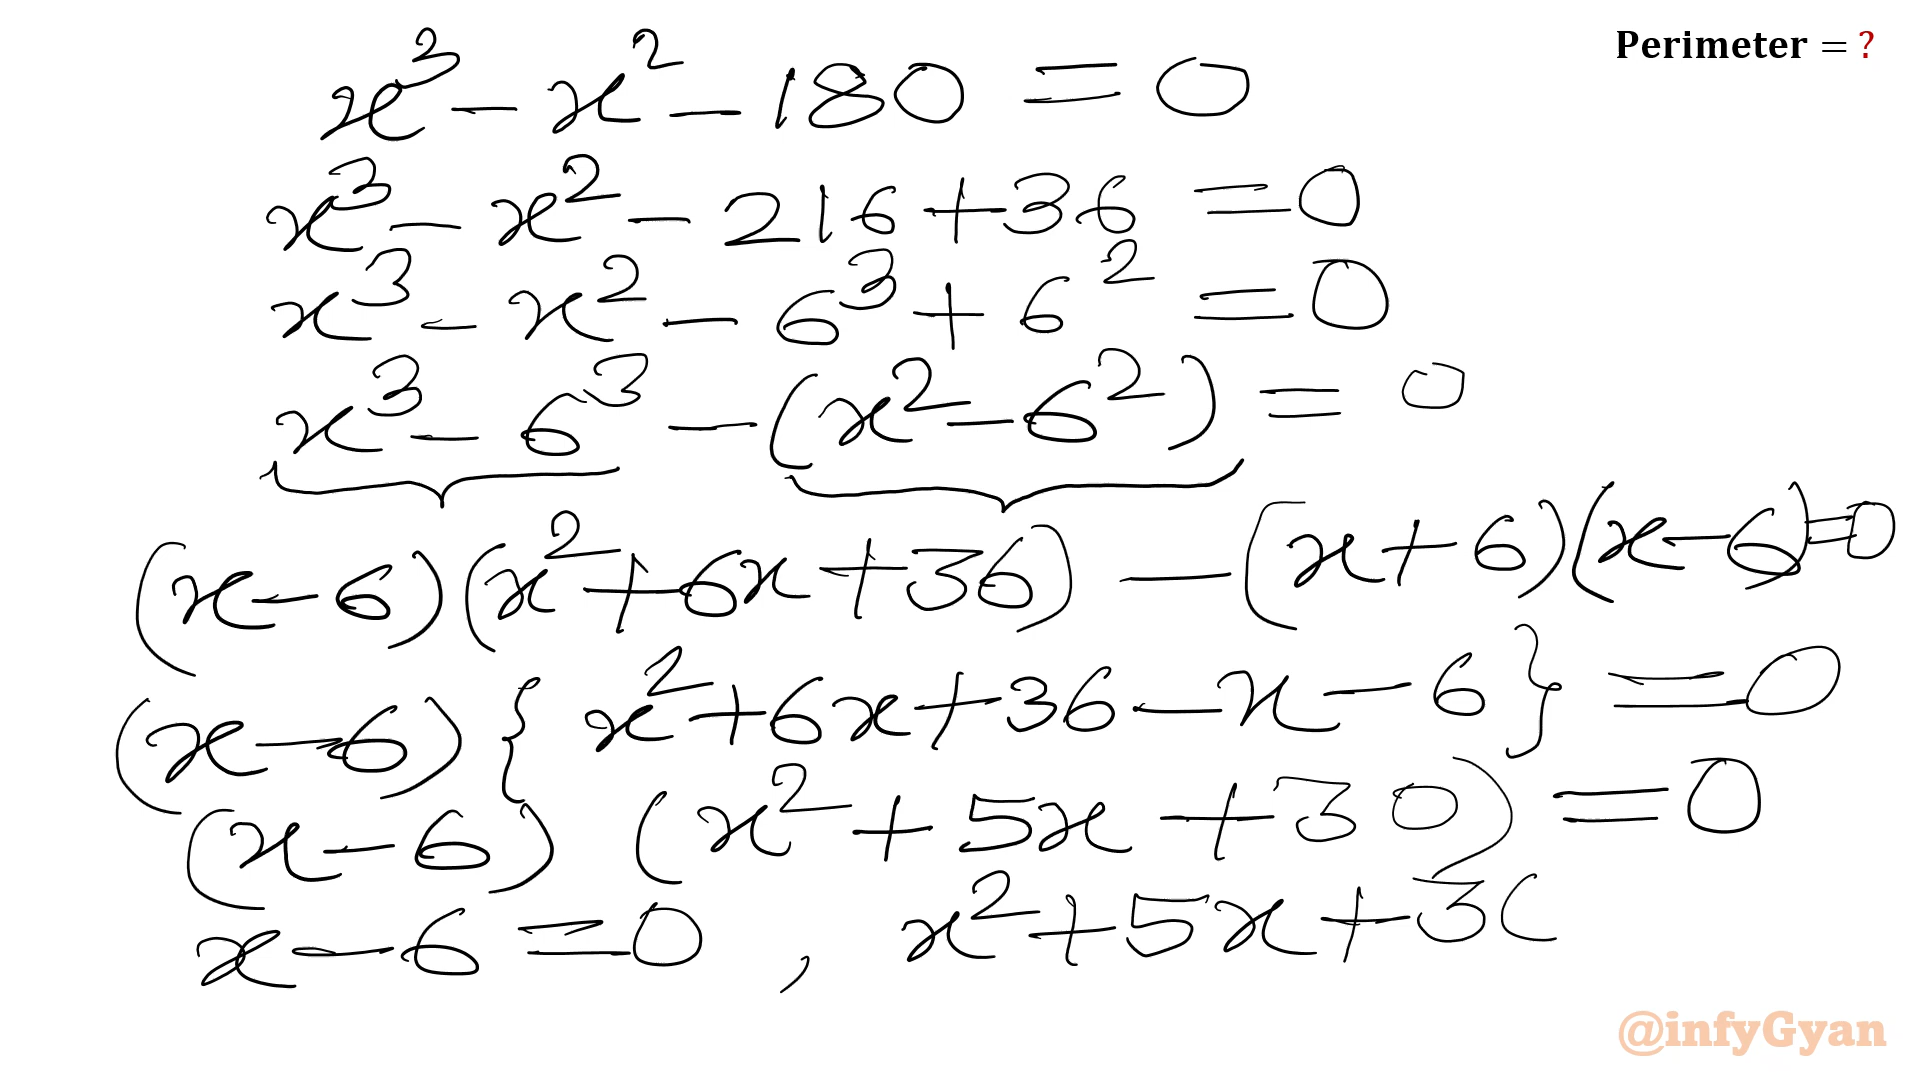 Perimeter = ?
x³ - x² - 180 = 0
x³ - x² - 216 + 36 = 0
x³ - x² - 6³ + 6² = 0
x³ - 6³ - (x² - 6²) = 0
(x - 6)(x² + 6x + 36) - (x + 6)(x - 6) = 0
(x - 6) { x² + 6x + 36 - x - 6 } = 0
(x - 6) (x² + 5x + 30) = 0
x - 6 = 0 , x² + 5x + 3(
@infyGyan